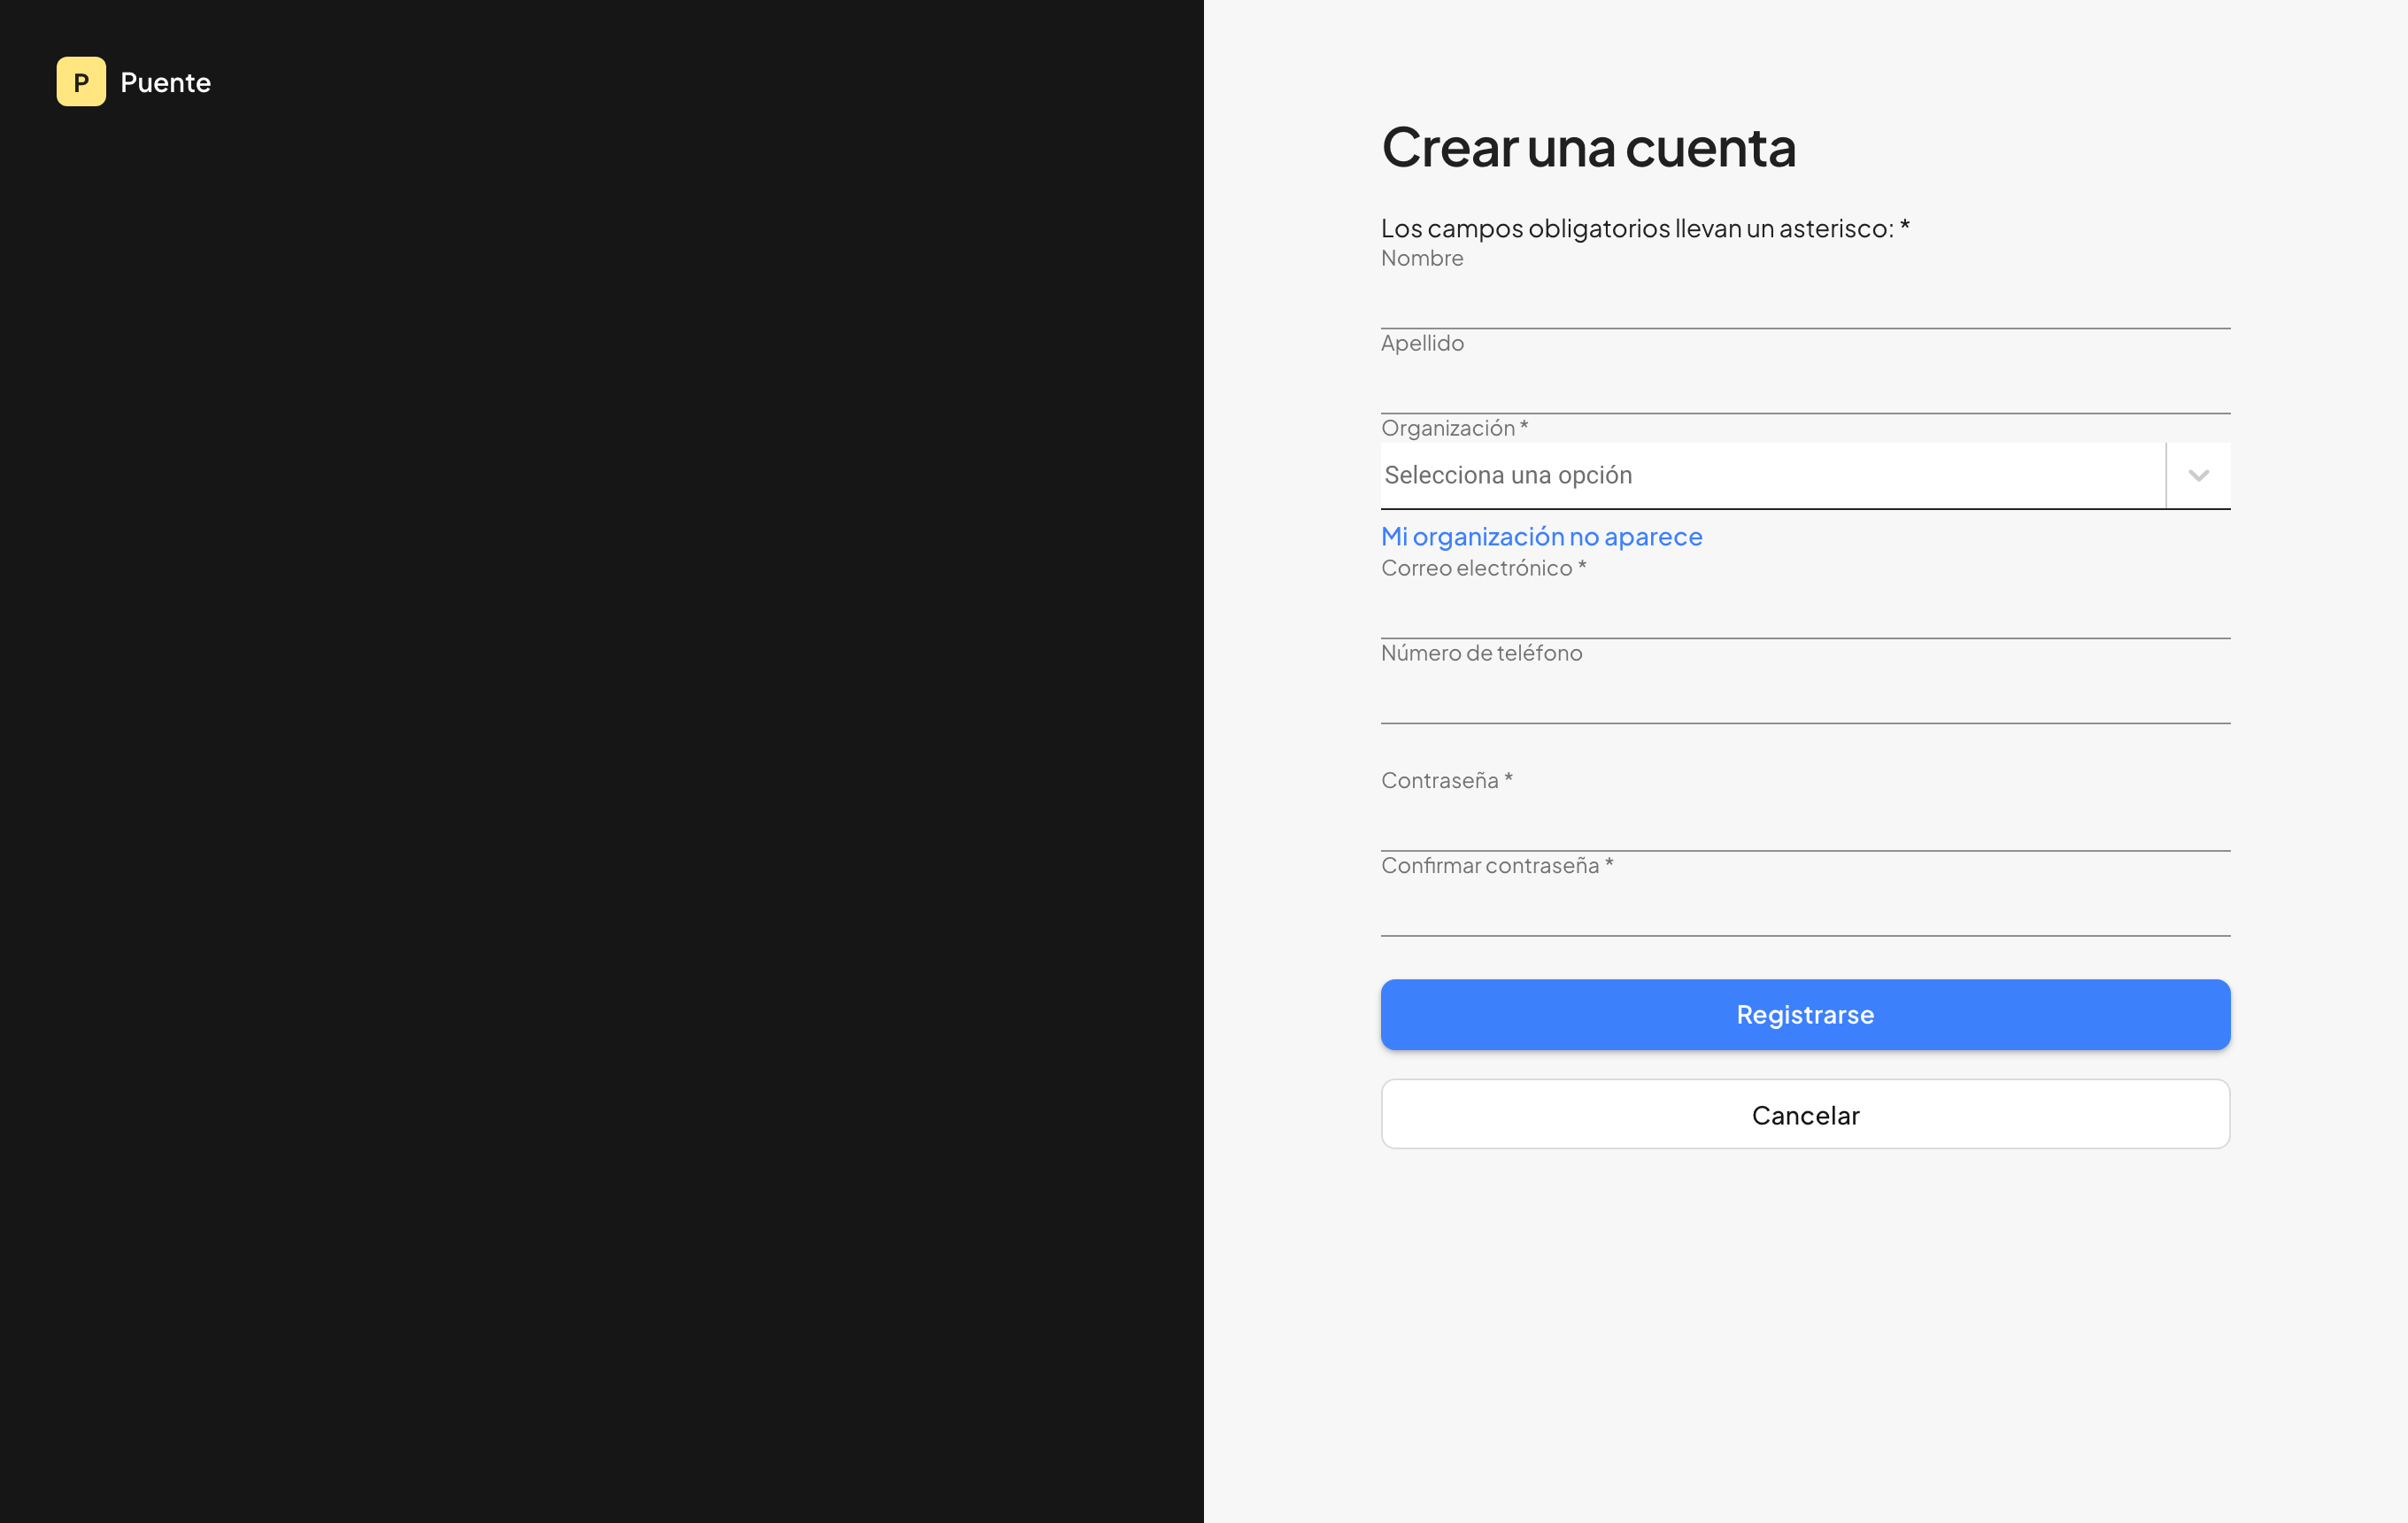 P Puente
Crear una cuenta
Los campos obligatorios llevan un asterisco: *
Nombre
Apellido
Organización *
Selecciona una opción
Mi organización no aparece
Correo electrónico *
Número de teléfono
Contraseña *
Confirmar contraseña *
Registrarse
Cancelar